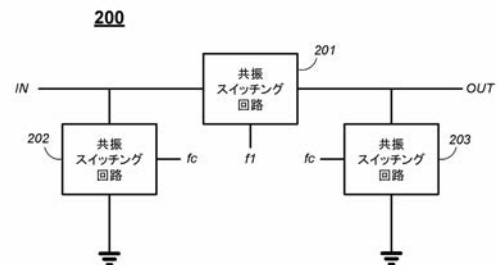 200
201
共振
スイッチング
回路
IN
OUT
f1
202
共振
スイッチング
回路
fc
fc
共振
スイッチング
回路
203